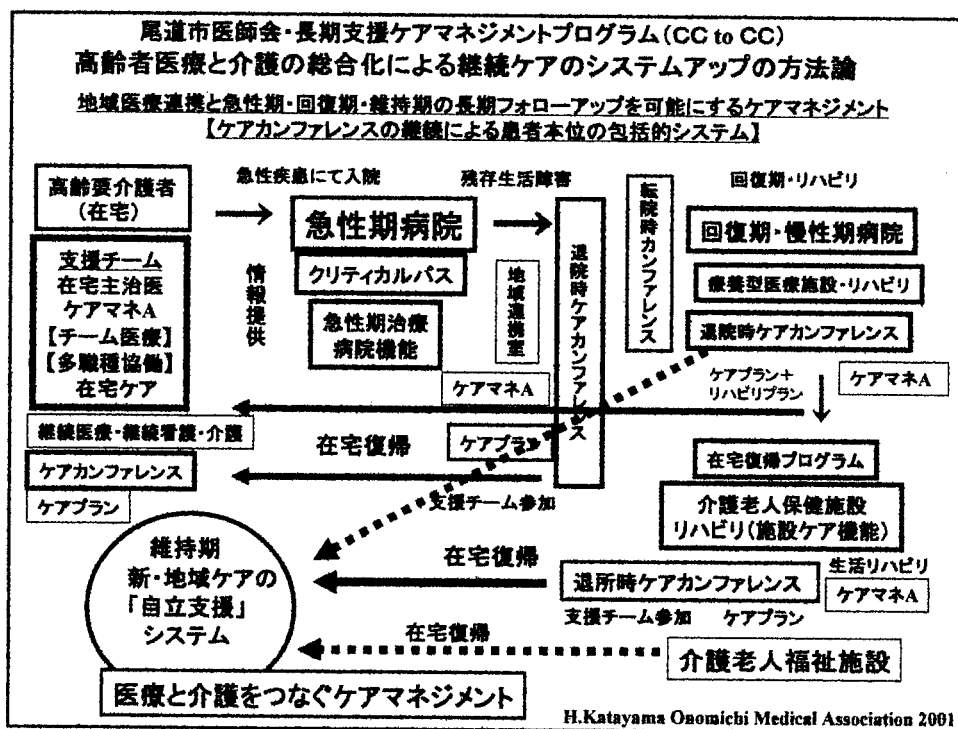 尾道市医師会・長期支援ケアマネジメントプログラム(CC to CC)
高齢者医療と介護の総合化による継続ケアのシステムアップの方法論
地域医療連携と急性期・回復期・維持期の長期フォローアップを可能にするケアマネジメント
【ケアカンファレンスの継続による患者本位の包括的システム】
高齢要介護者
(在宅)
支援チーム
在宅主治医
ケアマネA
【チーム医療】
【多職種協働】
在宅ケア
継続医療・継続看護・介護
ケアカンファレンス
ケアプラン
急性疾患にて入院
情報提供
急性期病院
クリティカルパス
急性期治療
病院機能
残存生活障害
地域連携室
ケアマネA
ケアプラン
退院時ケアカンファレンス
在宅復帰
支援チーム参加
転院時カンファレンス
回復期・リハビリ
回復期・慢性期病院
療養型医療施設・リハビリ
退院時ケアカンファレンス
ケアプラン+
リハビリプラン
ケアマネA
在宅復帰プログラム
介護老人保健施設
リハビリ(施設ケア機能)
生活リハビリ
退所時ケアカンファレンス
ケアマネA
支援チーム参加 ケアプラン
在宅復帰
在宅復帰
介護老人福祉施設
維持期
新・地域ケアの
「自立支援」
システム
医療と介護をつなぐケアマネジメント
H.Katayama Onomichi Medical Association 2001